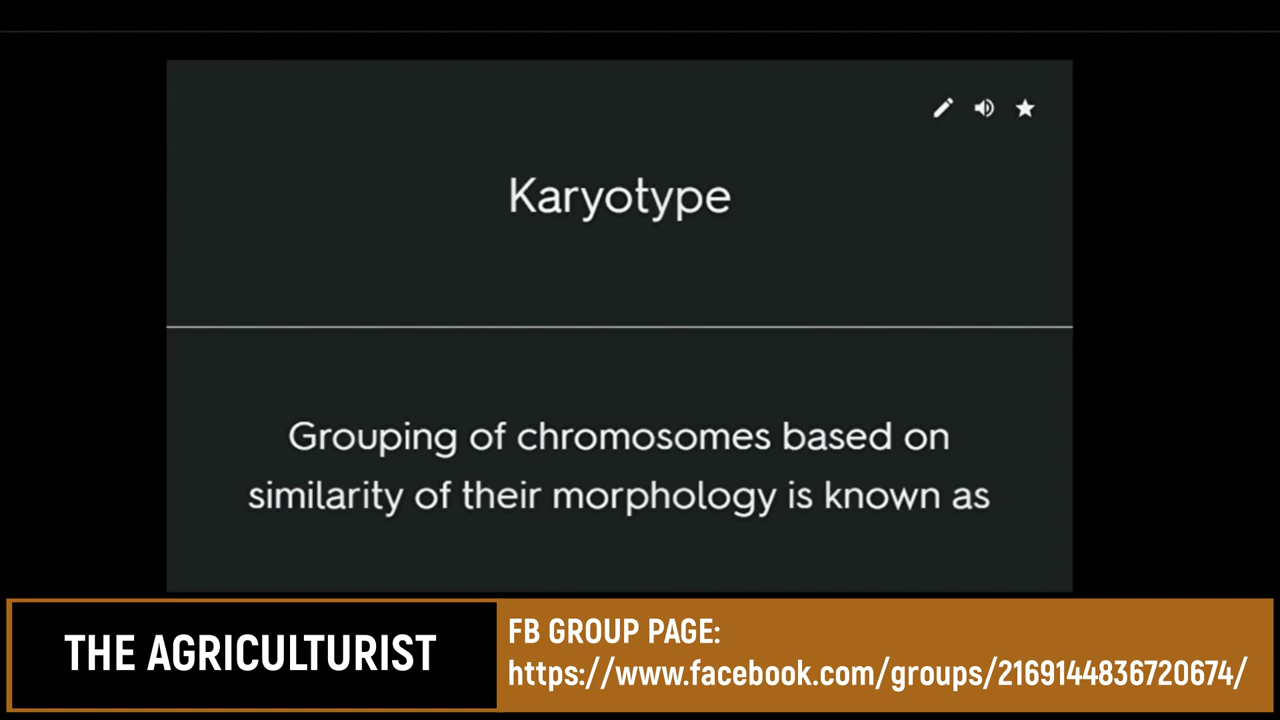 Karyotype
Grouping of chromosomes based on
similarity of their morphology is known as
THE AGRICULTURIST
FB GROUP PAGE:
https://www.facebook.com/groups/2169144836720674/